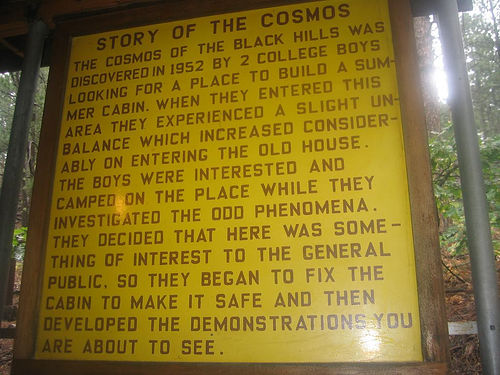 STORY OF THE COSMOS
THE COSMOS OF THE BLACK HILLS WAS
DISCOVERED IN 1952 BY 2 COLLEGE BOYS
LOOKING FOR A PLACE TO BUILD A SUM-
MER CABIN. WHEN THEY ENTERED THIS
AREA THEY EXPERIENCED A SLIGHT UN-
BALANCE WHICH INCREASED CONSIDER-
ABLY ON ENTERING THE OLD HOUSE.
THE BOYS WERE INTERESTED AND
CAMPED ON THE PLACE WHILE THEY
INVESTIGATED THE ODD PHENOMENA.
THEY DECIDED THAT HERE WAS SOME-
THING OF INTEREST TO THE GENERAL
PUBLIC, SO THEY BEGAN TO FIX THE
CABIN TO MAKE IT SAFE AND THEN
DEVELOPED THE DEMONSTRATIONS YOU
ARE ABOUT TO SEE.